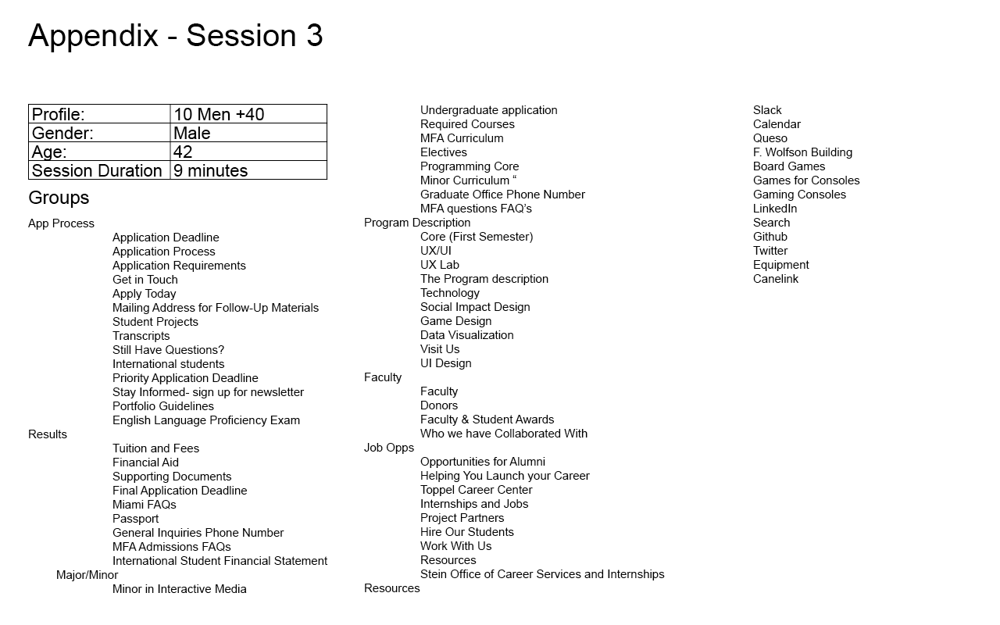 Appendix - Session 3
Profile: 10 Men +40
Gender: Male
Age: 42
Session Duration 9 minutes
Groups
App Process
Application Deadline
Application Process
Application Requirements
Get in Touch
Apply Today
Mailing Address for Follow-Up Materials
Student Projects
Transcripts
Still Have Questions?
International students
Priority Application Deadline
Stay Informed- sign up for newsletter
Portfolio Guidelines
English Language Proficiency Exam
Results
Tuition and Fees
Financial Aid
Supporting Documents
Final Application Deadline
Miami FAQs
Passport
General Inquiries Phone Number
MFA Admissions FAQs
International Student Financial Statement
Major/Minor
Minor in Interactive Media
Undergraduate application
Required Courses
MFA Curriculum
Electives
Programming Core
Minor Curriculum “
Graduate Office Phone Number
MFA questions FAQ’s
Program Description
Core (First Semester)
UX/UI
UX Lab
The Program description
Technology
Social Impact Design
Game Design
Data Visualization
Visit Us
UI Design
Faculty
Faculty
Donors
Faculty & Student Awards
Who we have Collaborated With
Job Opps
Opportunities for Alumni
Helping You Launch your Career
Toppel Career Center
Internships and Jobs
Project Partners
Hire Our Students
Work With Us
Resources
Stein Office of Career Services and Internships
Resources
Slack
Calendar
Queso
F. Wolfson Building
Board Games
Games for Consoles
Gaming Consoles
LinkedIn
Search
Github
Twitter
Equipment
Canelink